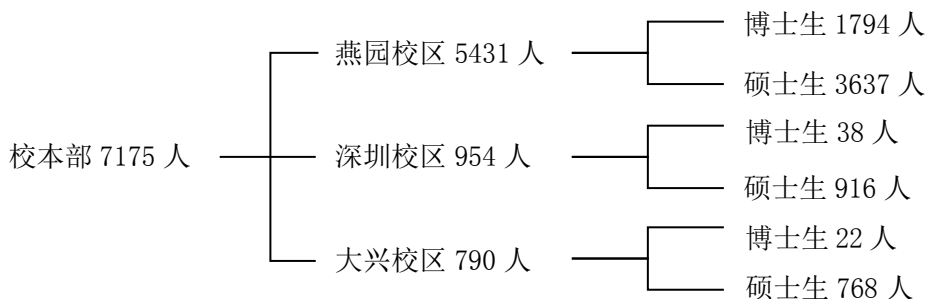 校本部 7175 人
燕园校区 5431 人
博士生 1794 人
硕士生 3637 人
深圳校区 954 人
博士生 38 人
硕士生 916 人
大兴校区 790 人
博士生 22 人
硕士生 768 人